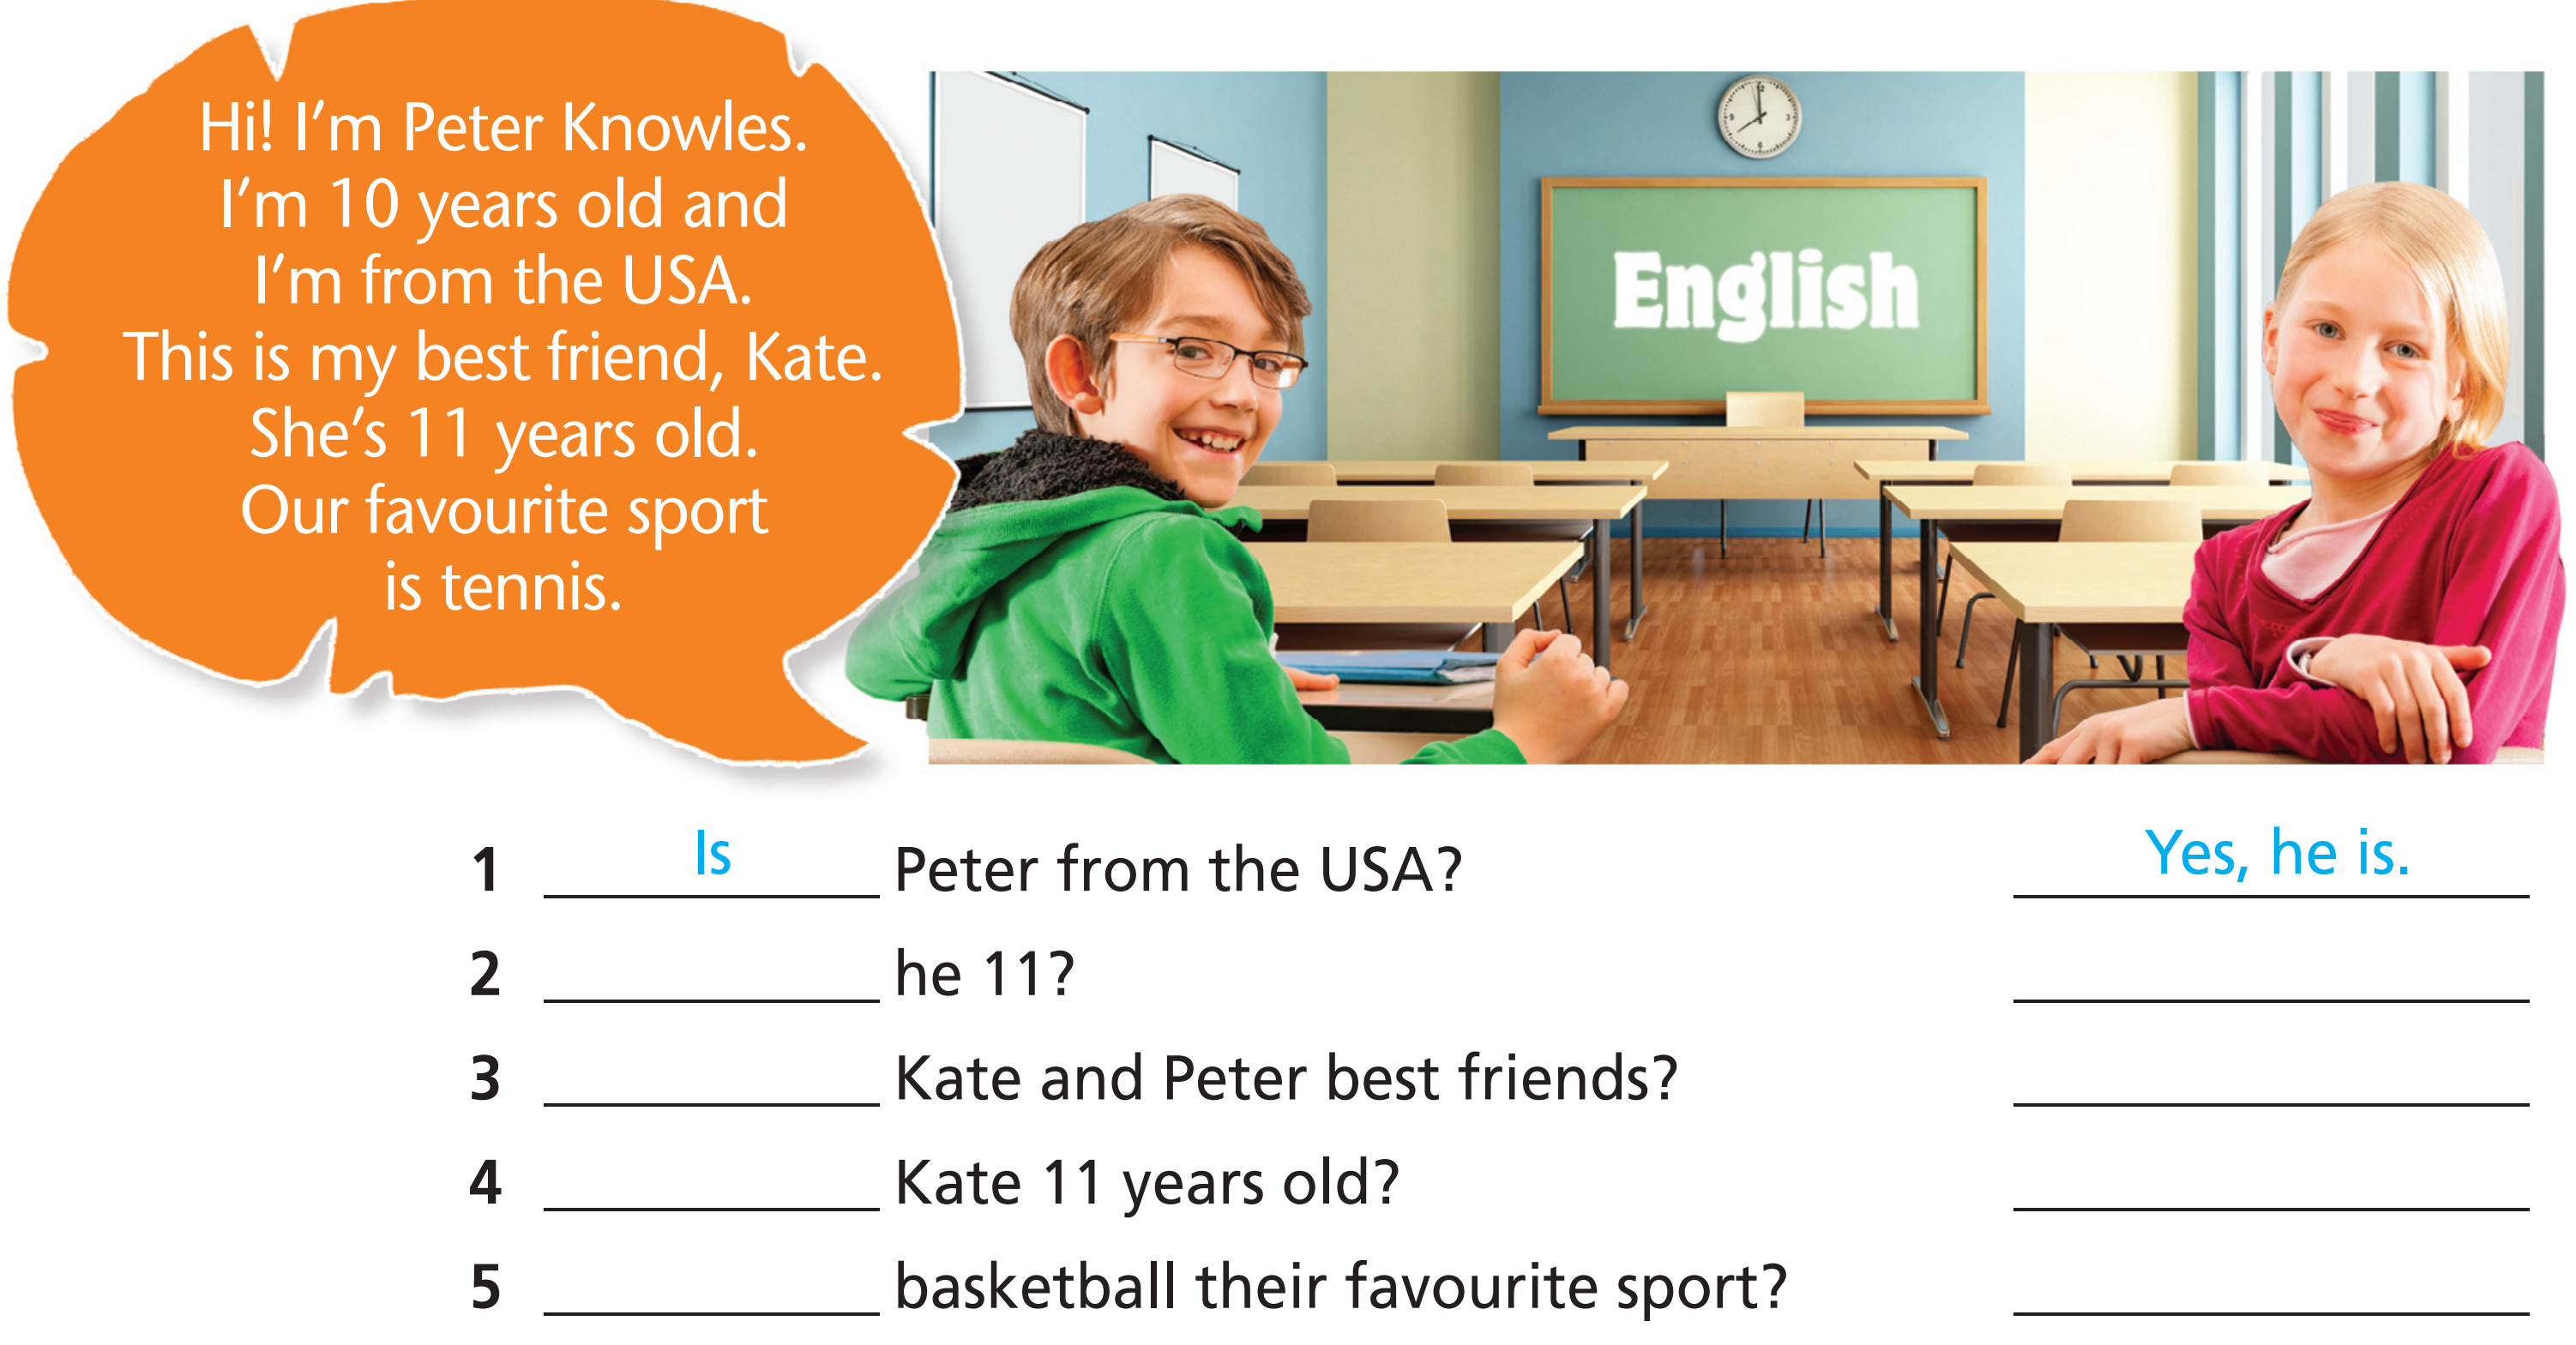 Hi! I'm Peter Knowles.
I'm 10 years old and
I'm from the USA.
This is my best friend, Kate.
She's 11 years old.
Our favourite sport
is tennis.
English
1 Is Peter from the USA? Yes, he is.
2 he 11?
3 Kate and Peter best friends?
4 Kate 11 years old?
5 basketball their favourite sport?